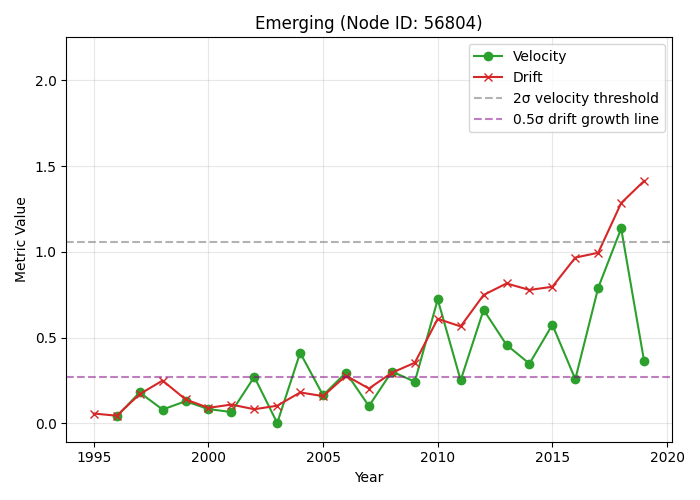 Emerging (Node ID: 56804)
Velocity
Drift
2σ velocity threshold
0.5σ drift growth line
Metric Value
2.0
1.5
1.0
0.5
0.0
1995
2000
2005
2010
2015
2020
Year